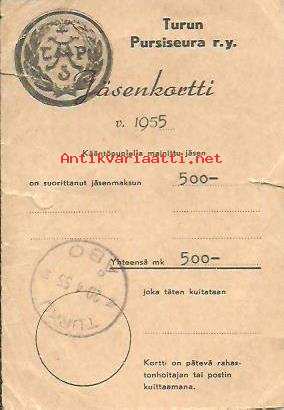 Turun
Pursiseura r.y.
T P S
Jäsenkortti
v. 1955
Antikvariaatti.net
Kääntöpuolella mainittu jäsen
on suorittanut jäsenmaksun 500-
Yhteensä mk 500-
joka täten kuitataan
TURKU
Kortti on pätevä rahas-
tonhoitajan tai postin
kuittaamana.